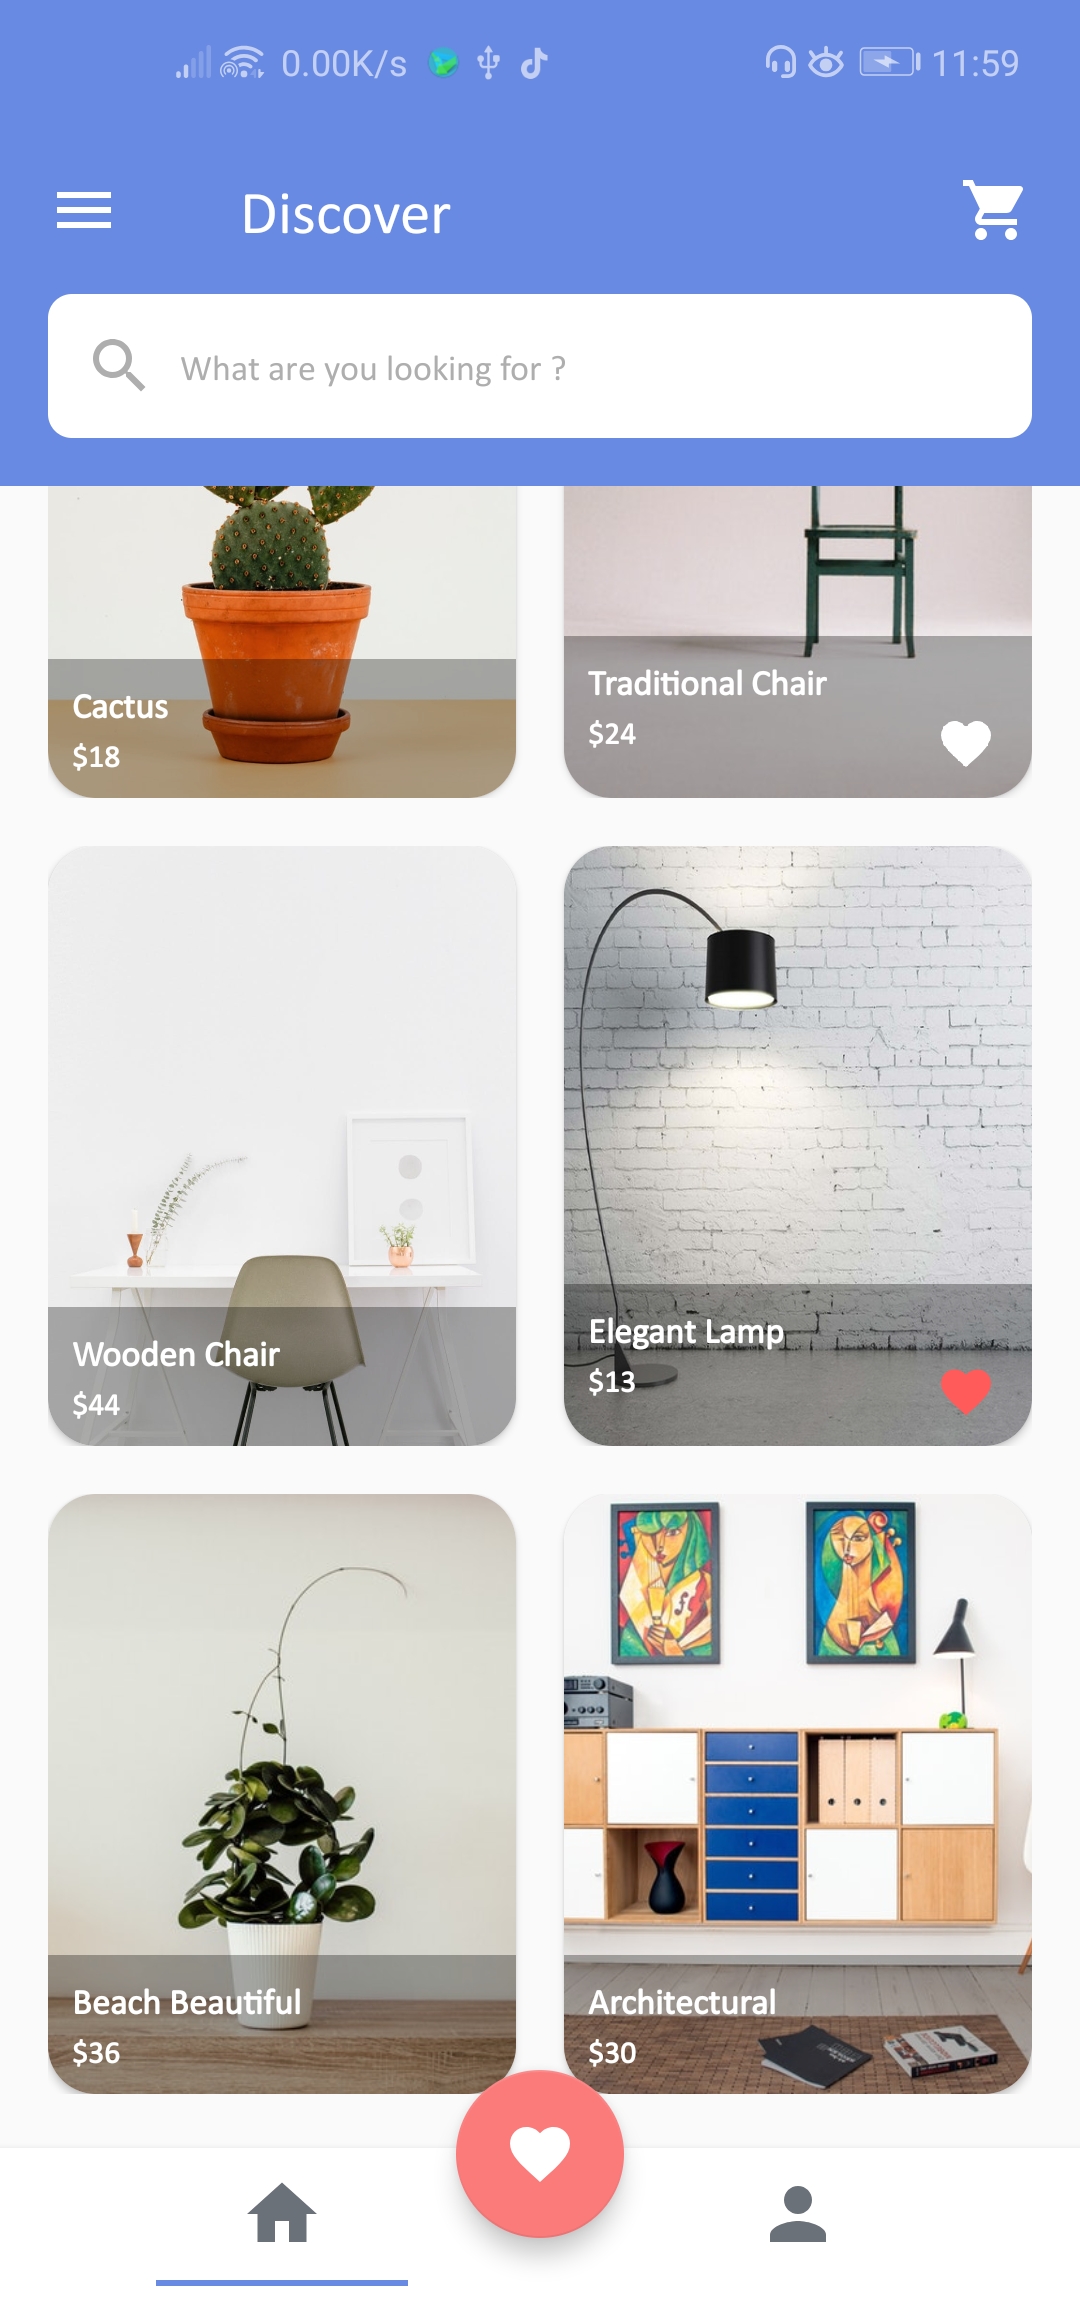 0.00K/s 11:59
Discover
What are you looking for ?
Cactus
$18
Traditional Chair
$24
Wooden Chair
$44
Elegant Lamp
$13
Beach Beautiful
$36
Architectural
$30